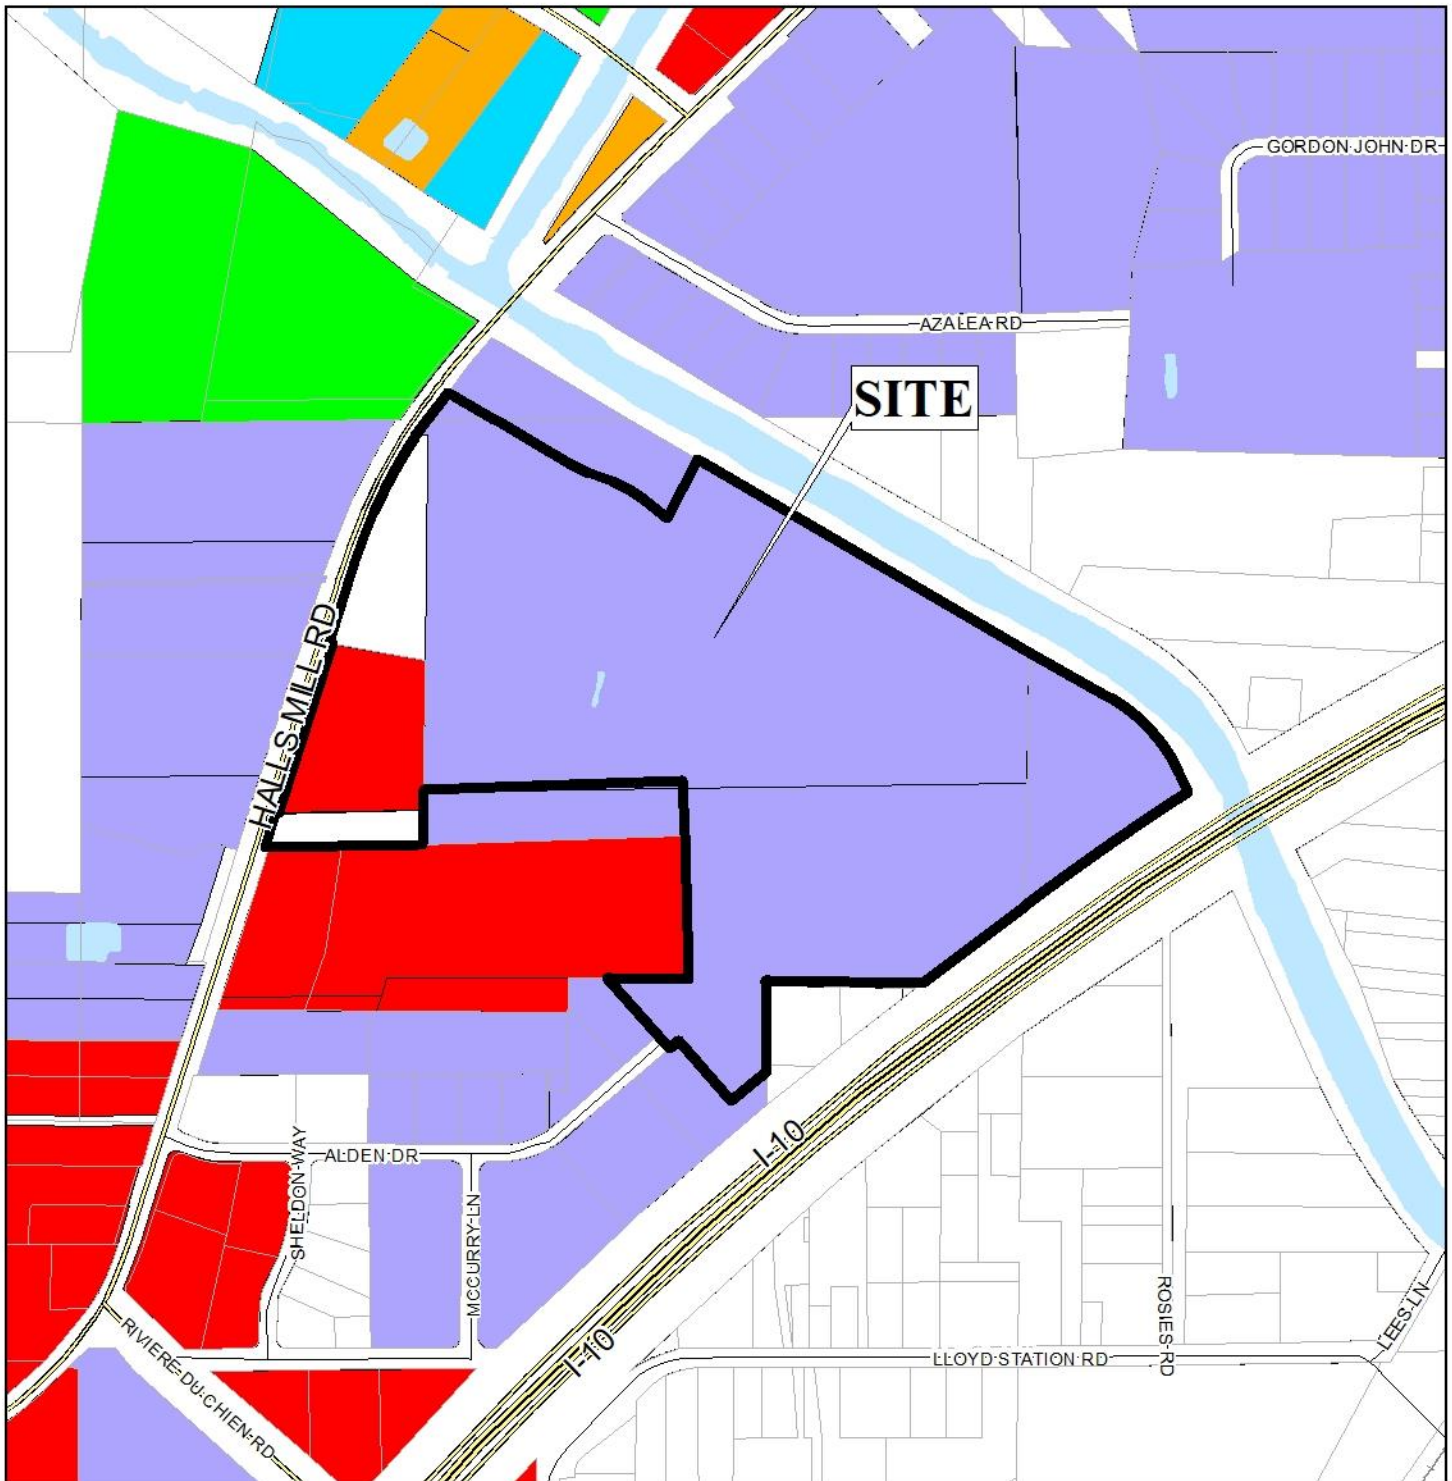 GORDON JOHN DR
AZALEA RD
SITE
HALLS MILL RD
I-10
ALDEN DR
SHELDON WAY
MCCURRY LN
I-10
RIVIERE DU CHIEN RD
LLOYD STATION RD
ROSIES RD
LEES LN